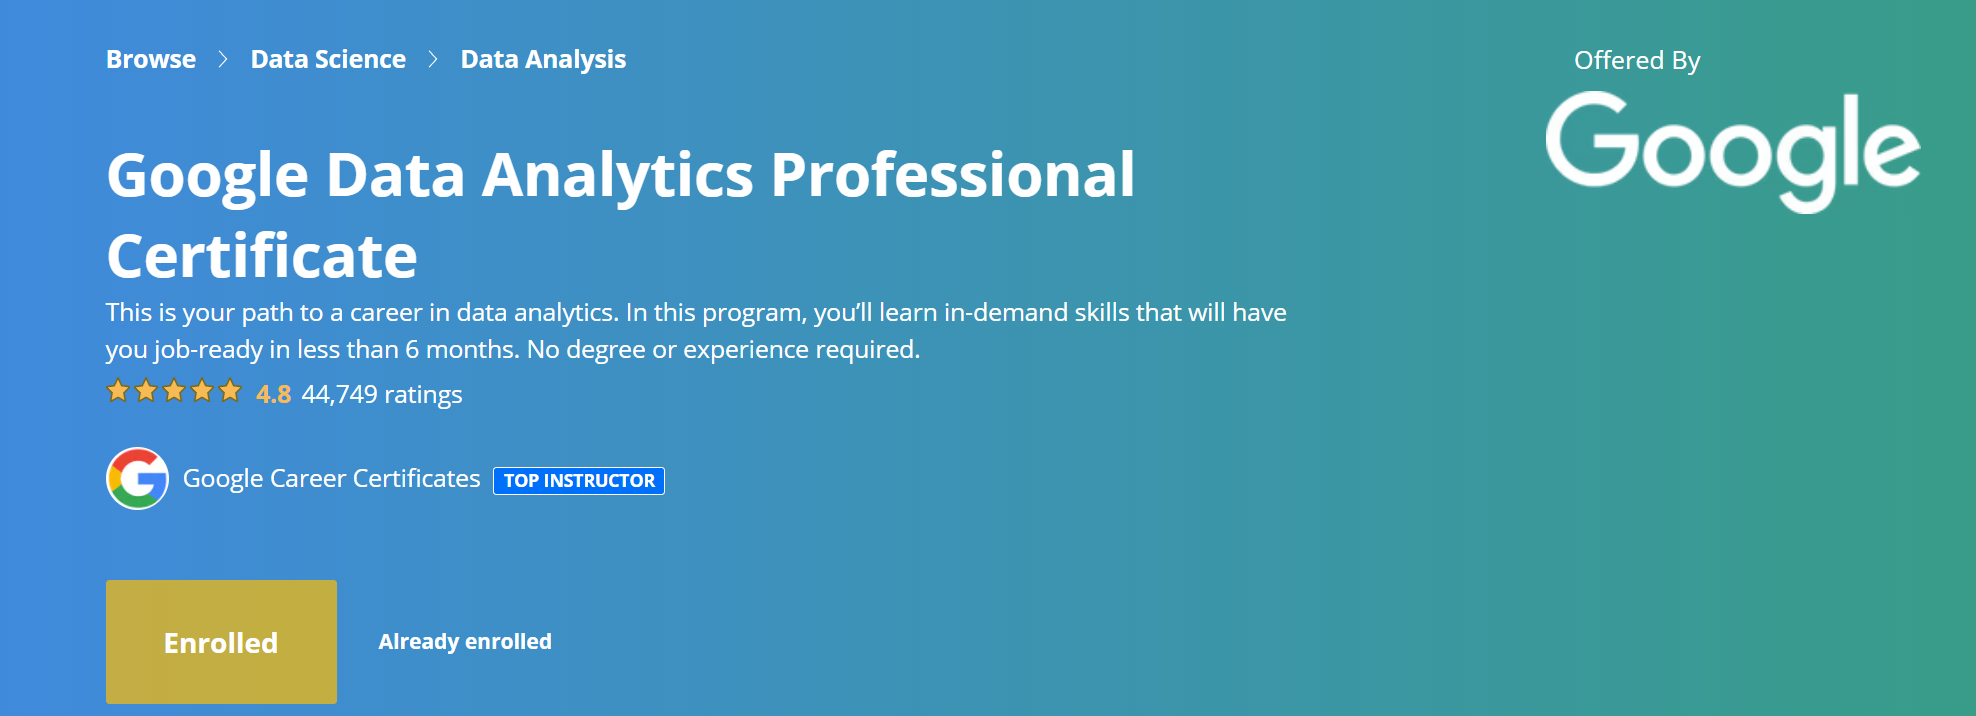 Browse > Data Science > Data Analysis
Offered By
Google
Google Data Analytics Professional
Certificate
This is your path to a career in data analytics. In this program, you’ll learn in-demand skills that will have
you job-ready in less than 6 months. No degree or experience required.
4.8 44,749 ratings
Google Career Certificates TOP INSTRUCTOR
Enrolled Already enrolled